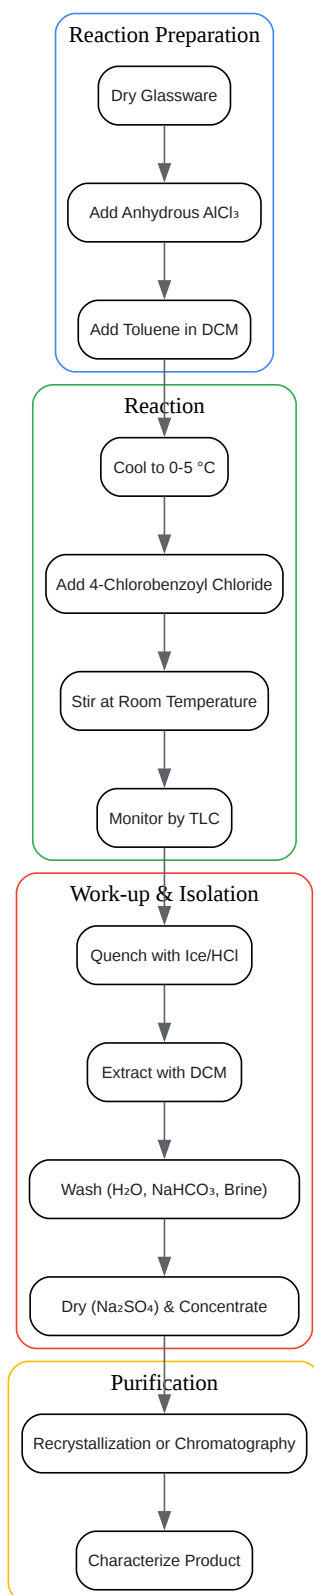 Reaction Preparation
Dry Glassware
Add Anhydrous AlCl₃
Add Toluene in DCM
Reaction
Cool to 0-5 °C
Add 4-Chlorobenzoyl Chloride
Stir at Room Temperature
Monitor by TLC
Work-up & Isolation
Quench with Ice/HCl
Extract with DCM
Wash (H₂O, NaHCO₃, Brine)
Dry (Na₂SO₄) & Concentrate
Purification
Recrystallization or Chromatography
Characterize Product